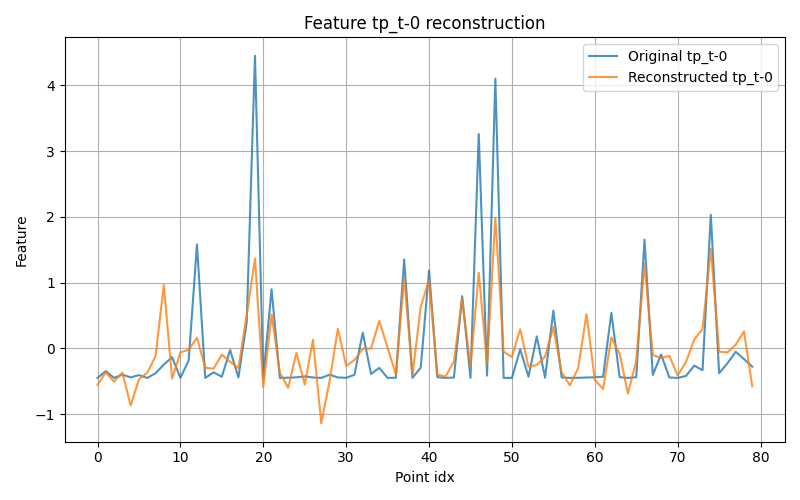 Feature tp_t-0 reconstruction
Original tp_t-0
Reconstructed tp_t-0
Feature
4
3
2
1
0
−1
0 10 20 30 40 50 60 70 80
Point idx